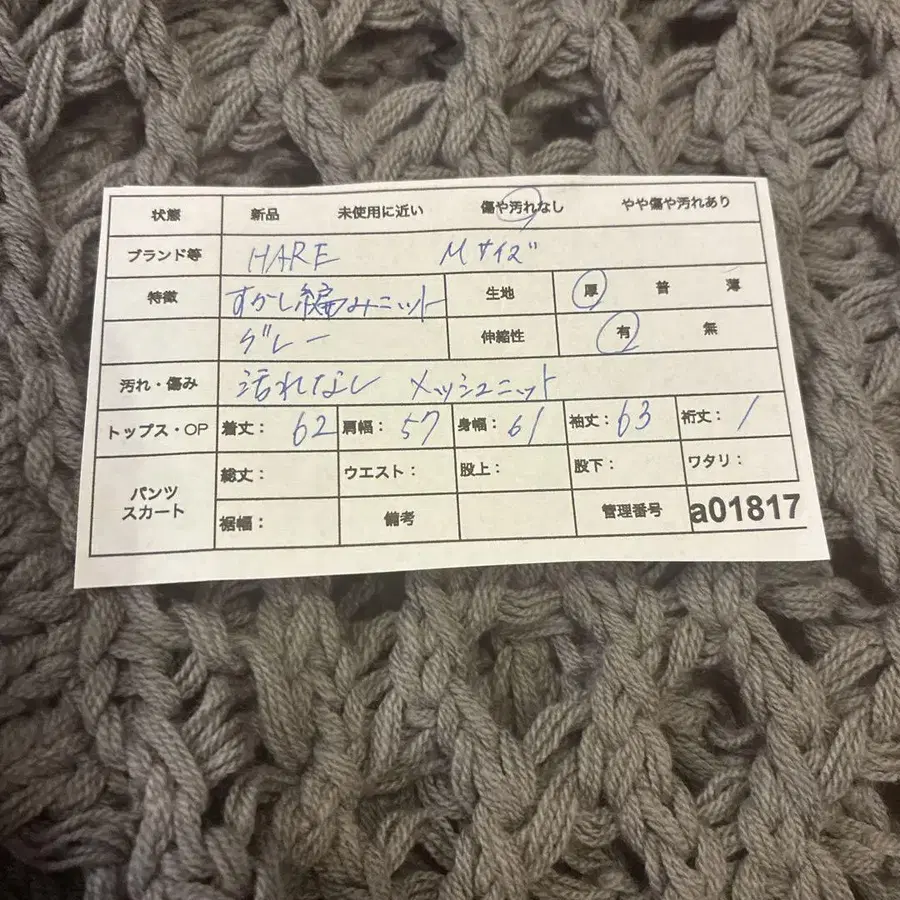 状態 新品 未使用に近い 傷や汚れなし やや傷や汚れあり
ブランド等 HARE Mサイズ
特徴 すかし編みニット 生地 厚 普 薄
グレー 伸縮性 有 無
汚れ・傷み 汚れなし メッシュニット
トップス・OP 着丈: 62 肩幅: 57 身幅: 61 袖丈: 63 裄丈: /
パンツ スカート 総丈: ウエスト: 股上: 股下: ワタリ:
裾幅: 備考 管理番号 a01817